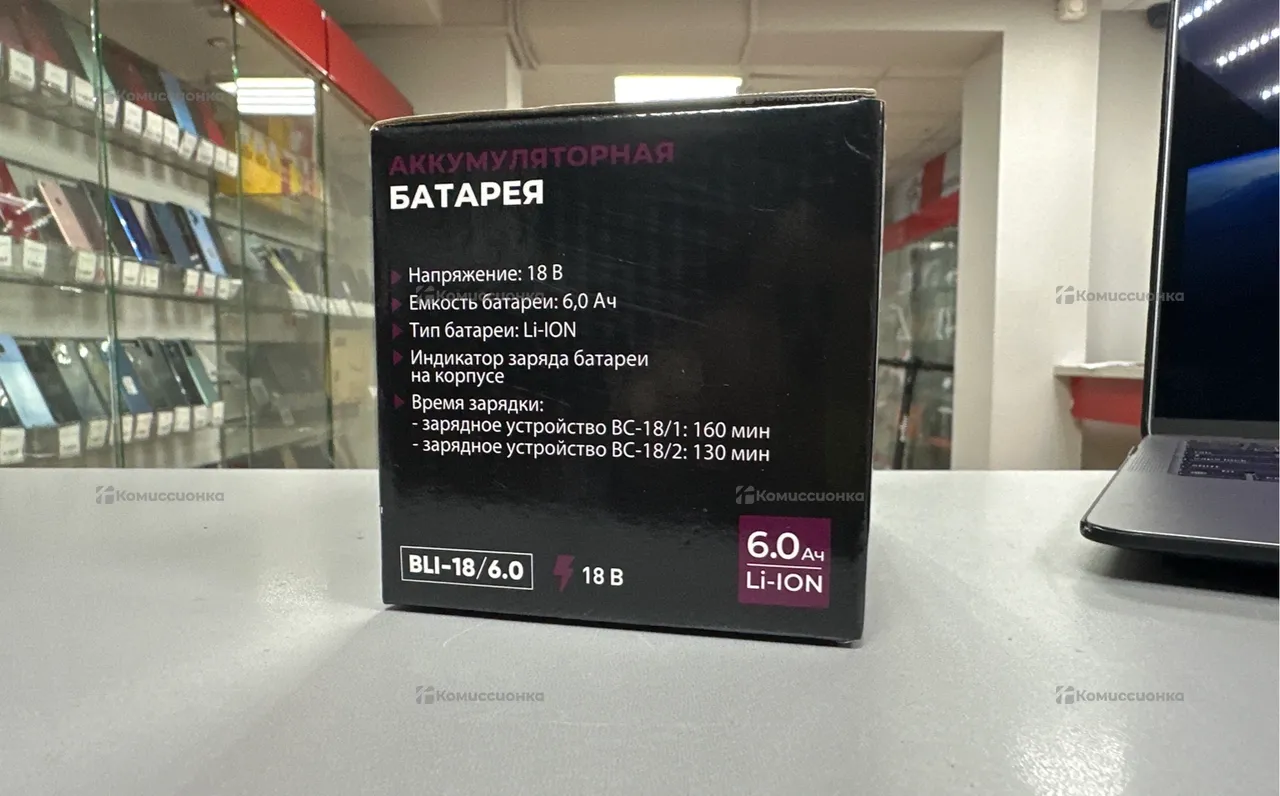 АККУМУЛЯТОРНАЯ
БАТАРЕЯ
Напряжение: 18 В
Емкость батареи: 6,0 Ач
Тип батареи: Li-ION
Индикатор заряда батареи
на корпусе
Время зарядки:
- зарядное устройство BC-18/1: 160 мин
- зарядное устройство BC-18/2: 130 мин
BLI-18/6.0
18 В
6.0 Ач
Li-ION
Комиссионка
Комиссионка
Комиссионка
Комиссионка
Комиссионка
Комиссионка
Комиссионка
Комиссионка